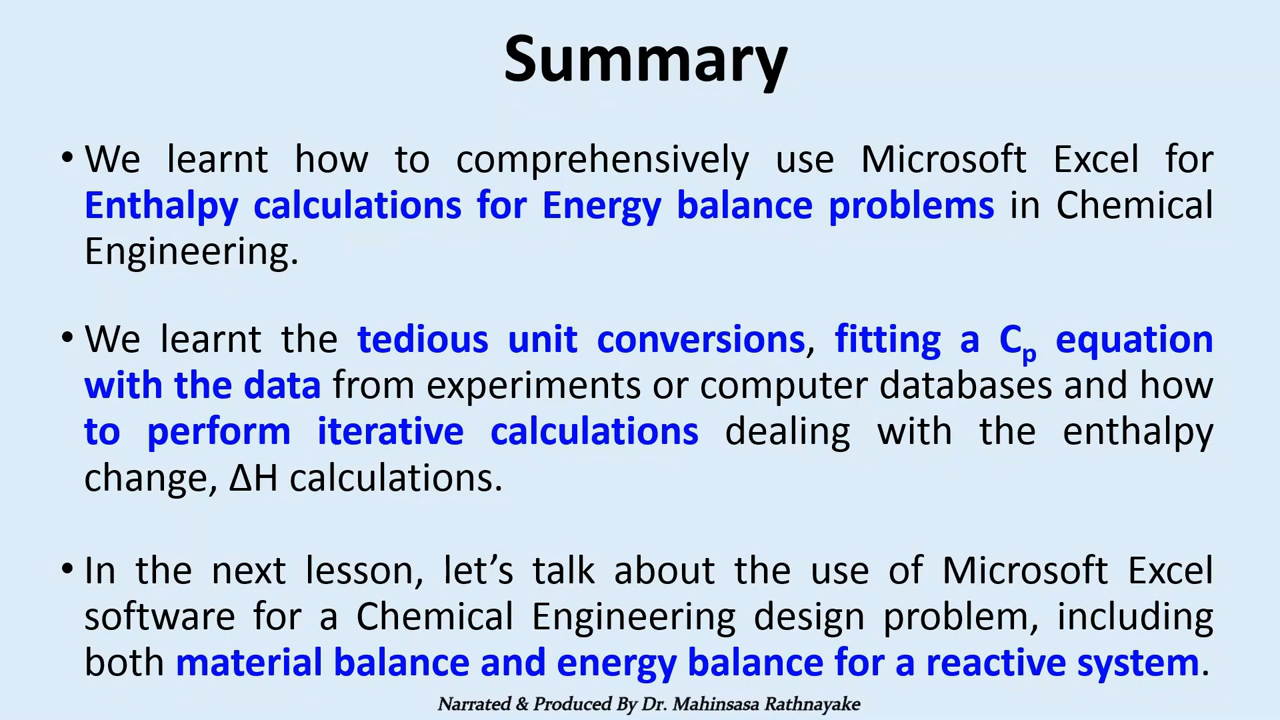 Summary
• We learnt how to comprehensively use Microsoft Excel for
Enthalpy calculations for Energy balance problems in Chemical
Engineering.
• We learnt the tedious unit conversions, fitting a Cp equation
with the data from experiments or computer databases and how
to perform iterative calculations dealing with the enthalpy
change, ΔH calculations.
• In the next lesson, let’s talk about the use of Microsoft Excel
software for a Chemical Engineering design problem, including
both material balance and energy balance for a reactive system.
Narrated & Produced By Dr. Mahinsasa Rathnayake